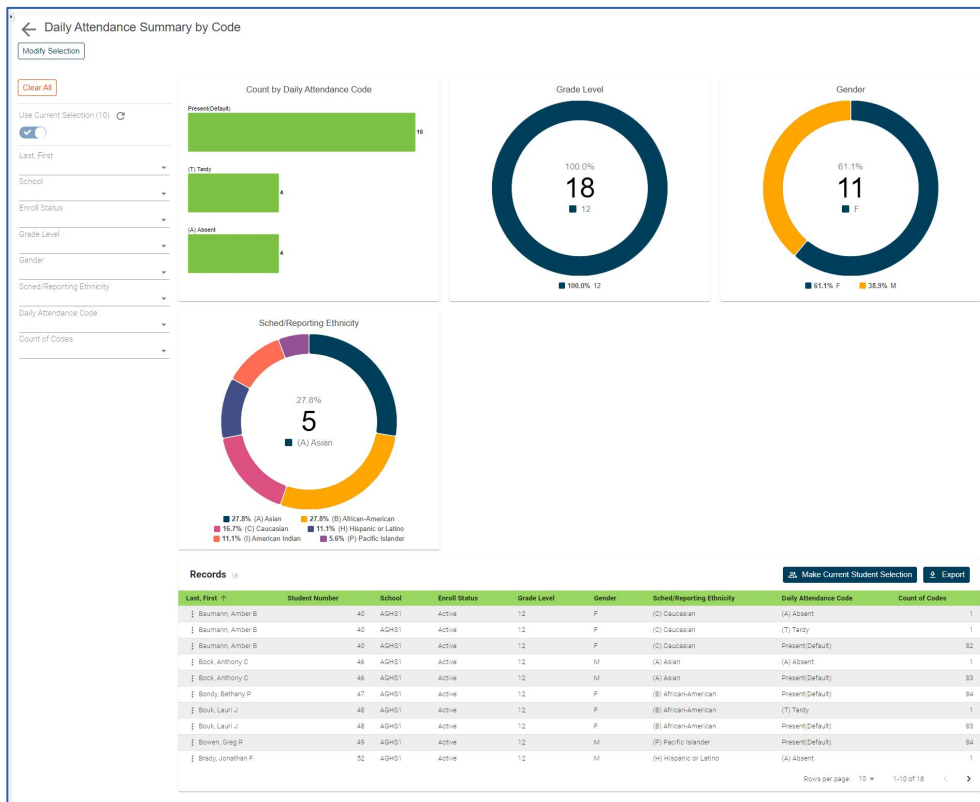 Daily Attendance Summary by Code
Modify Selection
Clear All
Use Current Selection (10)
Last, First
School
Enroll Status
Grade Level
Gender
Sched/Reporting Ethnicity
Daily Attendance Code
Count of Codes
Count by Daily Attendance Code
Present(Default)
10
(T) Tardy
4
(A) Absent
4
Grade Level
100.0%
18
12
100.0% 12
Gender
61.1%
11
F
61.1% F 38.9% M
Sched/Reporting Ethnicity
27.8%
5
(A) Asian
27.8% (A) Asian 27.8% (B) African-American
16.7% (C) Caucasian 11.1% (H) Hispanic or Latino
11.1% (I) American Indian 5.6% (P) Pacific Islander
Records 18
Make Current Student Selection Export
Last, First Student Number School Enroll Status Grade Level Gender Sched/Reporting Ethnicity Daily Attendance Code Count of Codes
Baumann, Amber B 40 AGHS1 Active 12 F (C) Caucasian (A) Absent 1
Baumann, Amber B 40 AGHS1 Active 12 F (C) Caucasian (T) Tardy 1
Baumann, Amber B 40 AGHS1 Active 12 F (C) Caucasian Present(Default) 82
Bock, Anthony C 46 AGHS1 Active 12 M (A) Asian (A) Absent 1
Bock, Anthony C 46 AGHS1 Active 12 M (A) Asian Present(Default) 83
Bondy, Bethany P 47 AGHS1 Active 12 F (B) African-American Present(Default) 84
Bouk, Lauri J 48 AGHS1 Active 12 F (B) African-American (T) Tardy 1
Bouk, Lauri J 48 AGHS1 Active 12 F (B) African-American Present(Default) 83
Bowen, Greg R 49 AGHS1 Active 12 M (P) Pacific Islander Present(Default) 84
Brady, Jonathan F 52 AGHS1 Active 12 M (H) Hispanic or Latino (A) Absent 1
Rows per page: 10 1-10 of 18